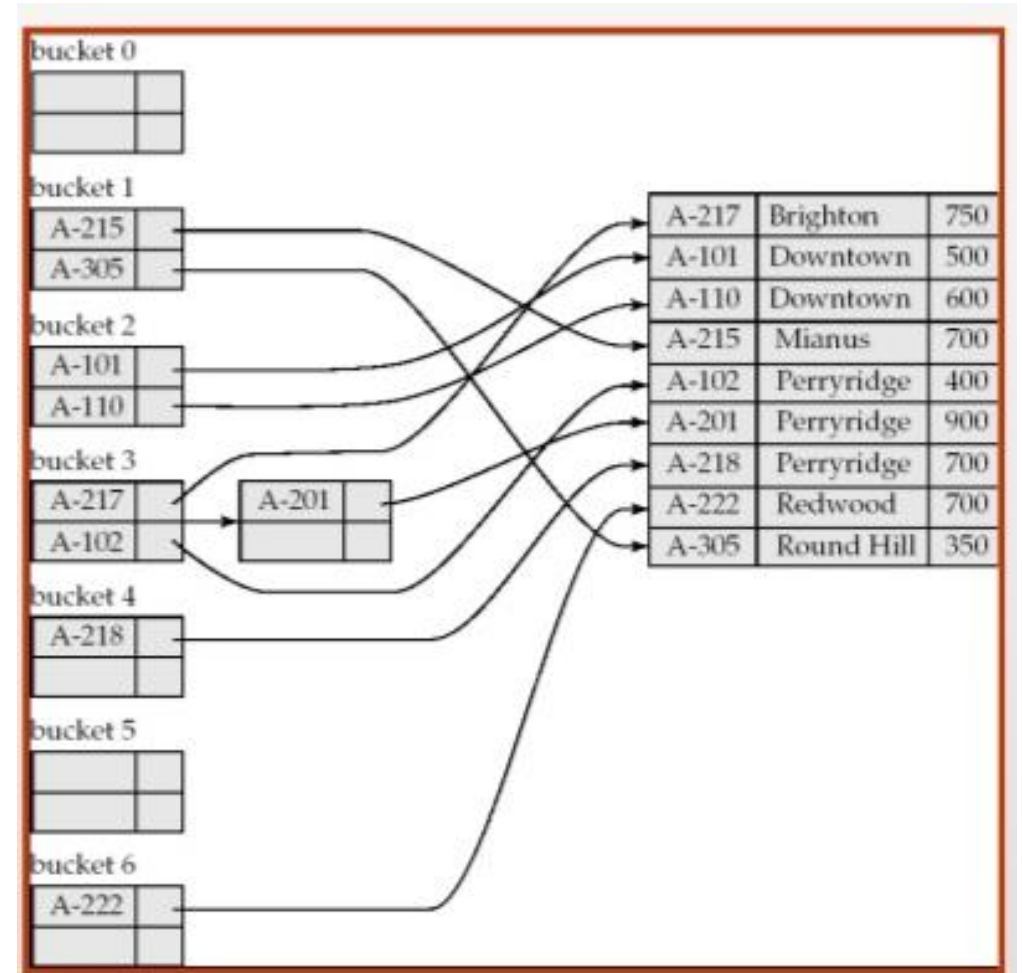 bucket 0
bucket 1
A-215
A-305
bucket 2
A-101
A-110
bucket 3
A-217
A-102
A-201
bucket 4
A-218
bucket 5
bucket 6
A-222
A-217 Brighton 750
A-101 Downtown 500
A-110 Downtown 600
A-215 Mianus 700
A-102 Perryridge 400
A-201 Perryridge 900
A-218 Perryridge 700
A-222 Redwood 700
A-305 Round Hill 350